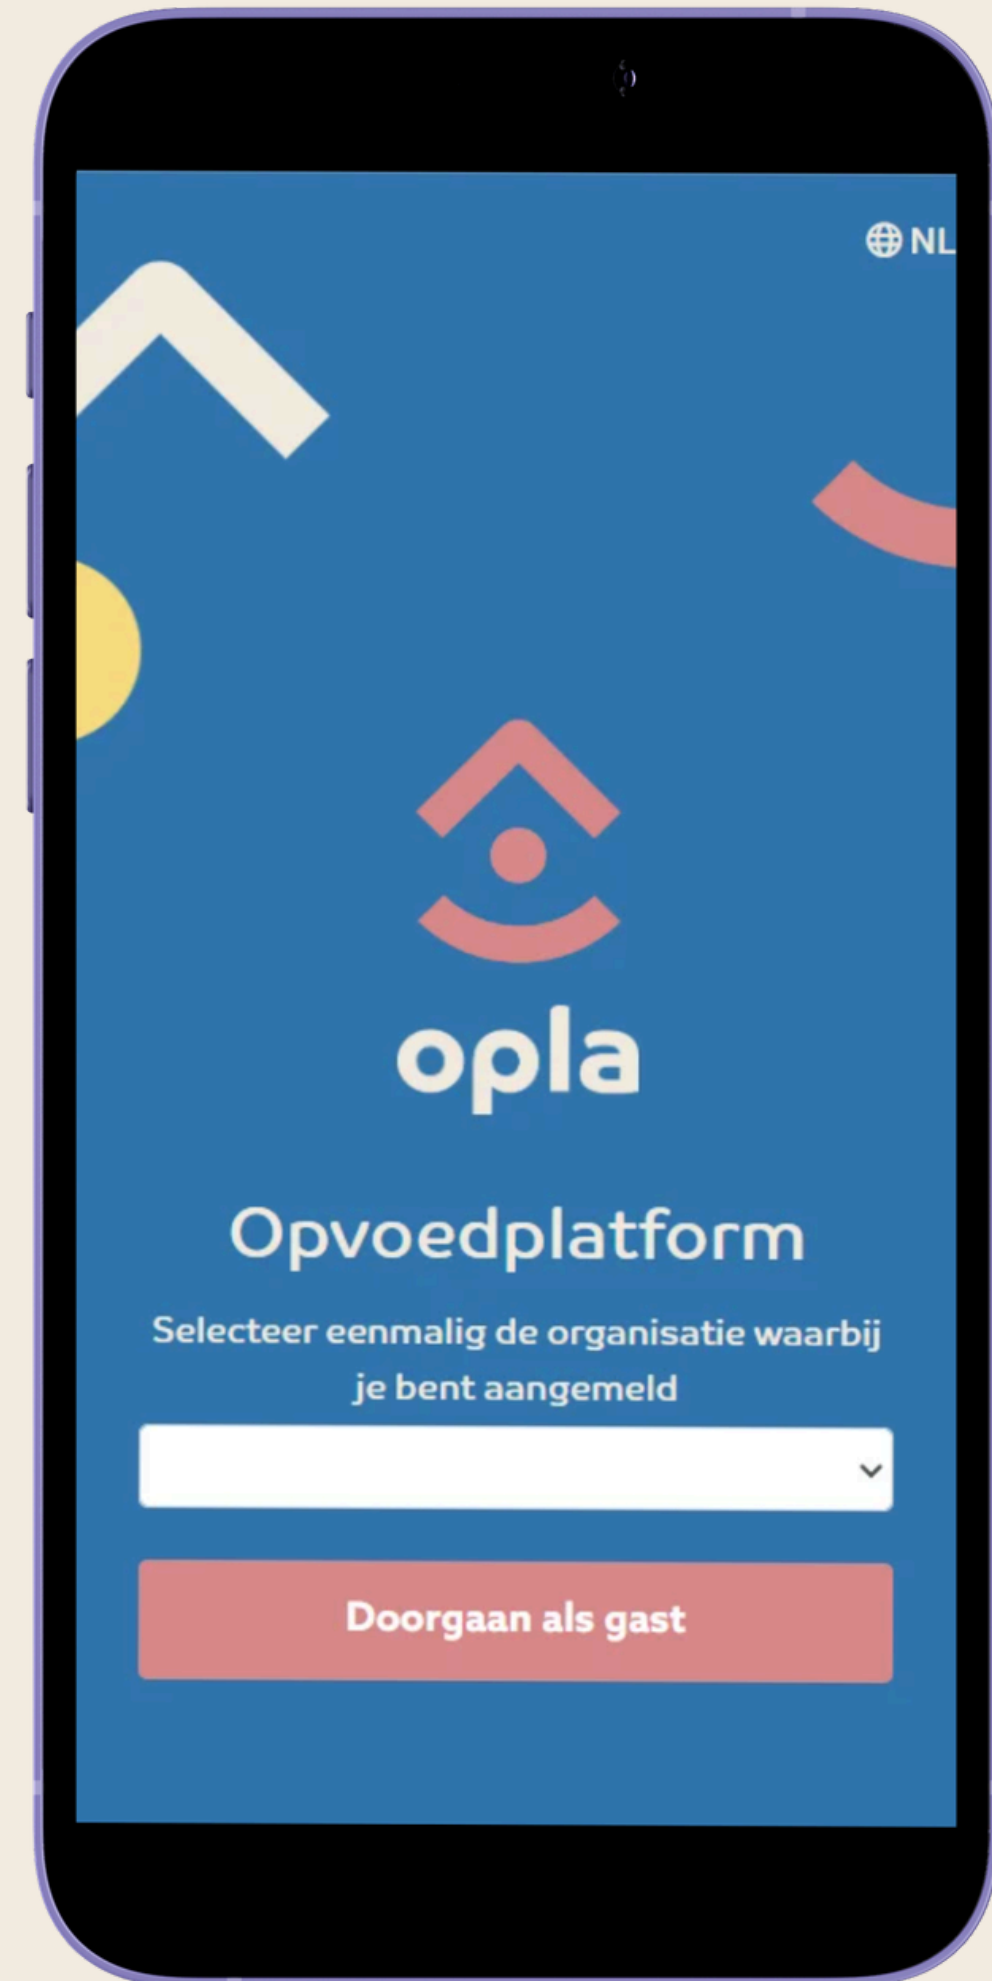 NL
opla
Opvoedplatform
Selecteer eenmalig de organisatie waarbij
je bent aangemeld
Doorgaan als gast